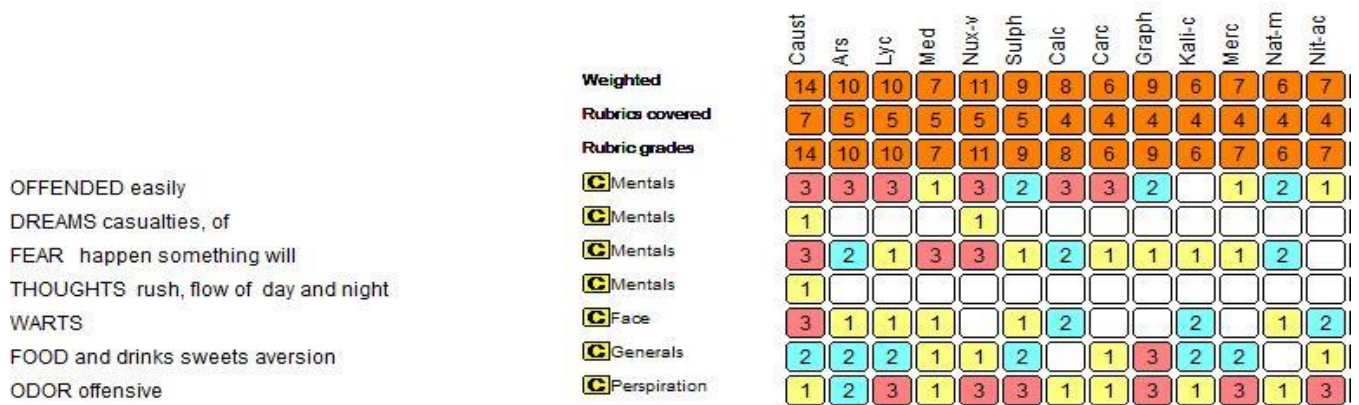 Caust Ars Lyc Med Nux-v Sulph Calc Carc Graph Kali-c Merc Nat-m Nit-ac
Weighted 14 10 10 7 11 9 8 6 9 6 7 6 7
Rubrics covered 7 5 5 5 5 5 4 4 4 4 4 4 4
Rubric grades 14 10 10 7 11 9 8 6 9 6 7 6 7
OFFENDED easily C Mentals 3 3 3 1 3 2 3 3 2 1 2 1
DREAMS casualties, of C Mentals 1 1
FEAR happen something will C Mentals 3 2 1 3 3 1 2 1 1 1 1 2
THOUGHTS rush, flow of day and night C Mentals 1
WARTS C Face 3 1 1 1 1 2 2 1 2
FOOD and drinks sweets aversion C Generals 2 2 2 1 1 2 1 3 2 2 1
ODOR offensive C Perspiration 1 2 3 1 3 3 1 1 3 1 3 1 3